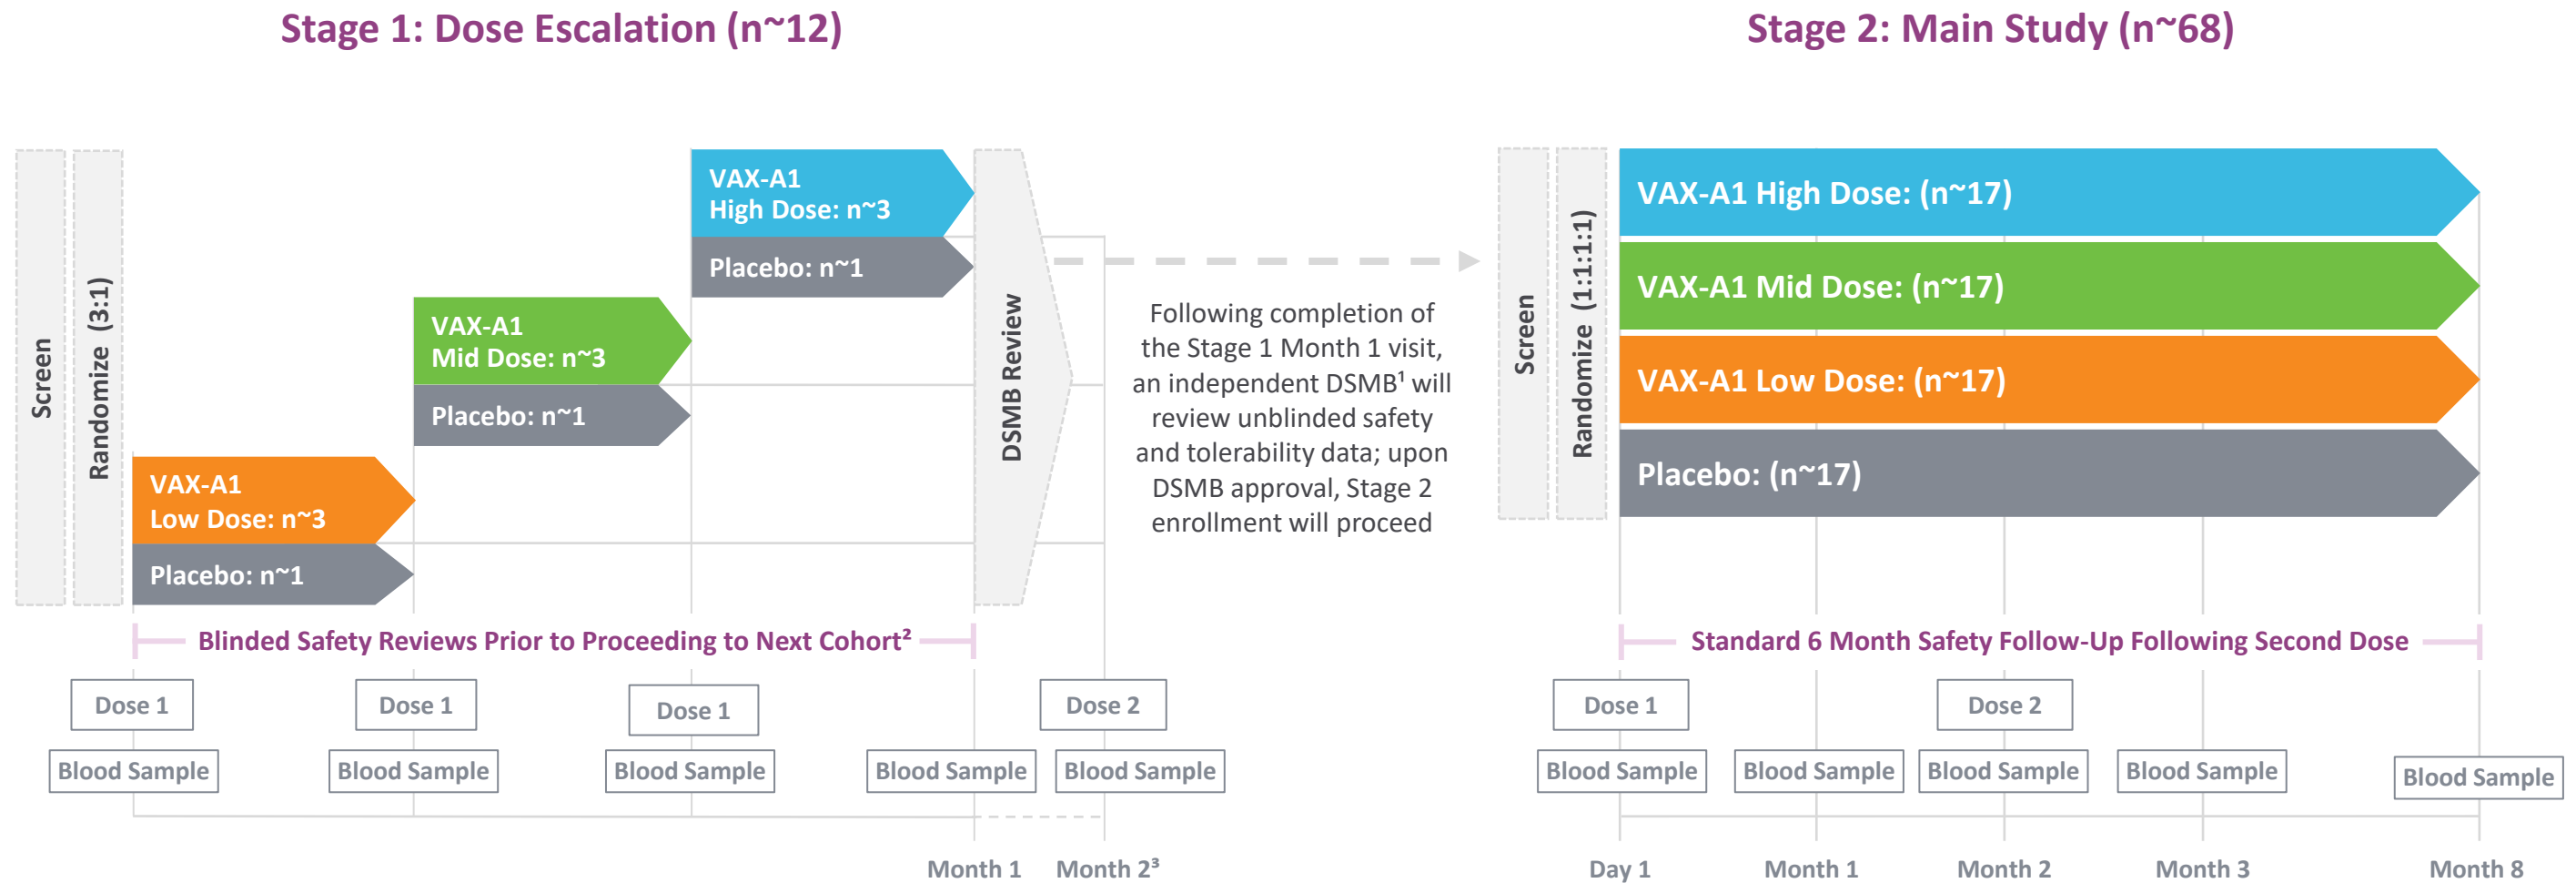 Stage 1: Dose Escalation (n~12)
Screen
Randomize (3:1)
VAX-A1
Low Dose: n~3
Placebo: n~1
VAX-A1
Mid Dose: n~3
Placebo: n~1
VAX-A1
High Dose: n~3
Placebo: n~1
DSMB Review
Following completion of
the Stage 1 Month 1 visit,
an independent DSMB¹ will
review unblinded safety
and tolerability data; upon
DSMB approval, Stage 2
enrollment will proceed
Blinded Safety Reviews Prior to Proceeding to Next Cohort²
Dose 1
Dose 1
Dose 1
Dose 2
Blood Sample
Blood Sample
Blood Sample
Blood Sample
Blood Sample
Month 1
Month 2³
Stage 2: Main Study (n~68)
Screen
Randomize (1:1:1:1)
VAX-A1 High Dose: (n~17)
VAX-A1 Mid Dose: (n~17)
VAX-A1 Low Dose: (n~17)
Placebo: (n~17)
Standard 6 Month Safety Follow-Up Following Second Dose
Dose 1
Dose 2
Blood Sample
Blood Sample
Blood Sample
Blood Sample
Blood Sample
Day 1
Month 1
Month 2
Month 3
Month 8